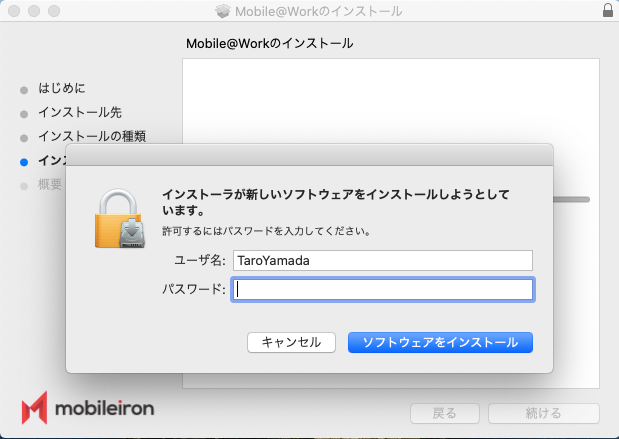 Mobile@Workのインストール
Mobile@Workのインストール
はじめに
インストール先
インストールの種類
インス
概要
インストーラが新しいソフトウェアをインストールしようとして
います。
許可するにはパスワードを入力してください。
ユーザ名: TaroYamada
パスワード:
キャンセル ソフトウェアをインストール
mobileiron
戻る 続ける